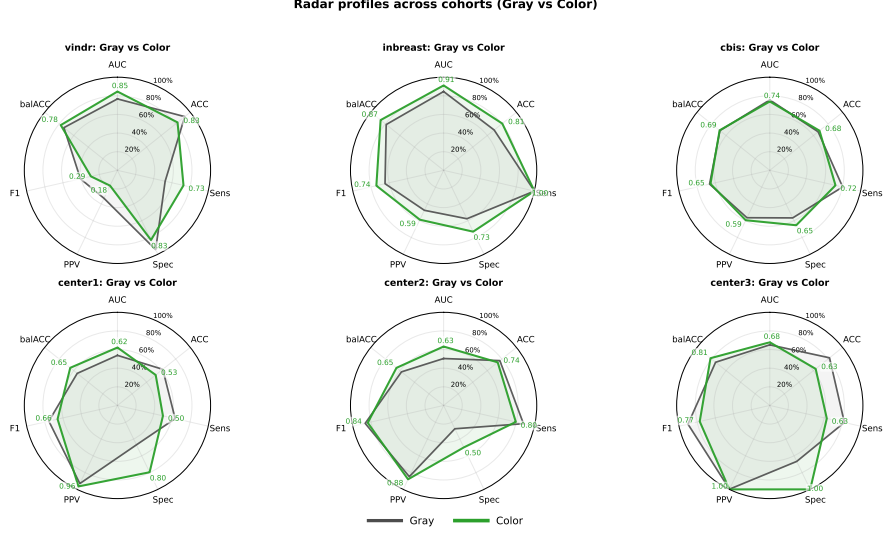 Radar profiles across cohorts (Gray vs Color)
vindr: Gray vs Color
AUC
ACC
Sens
Spec
PPV
F1
balACC
20%
40%
60%
80%
100%
0.85
0.83
0.73
0.83
0.18
0.29
0.78
inbreast: Gray vs Color
AUC
ACC
Spec
PPV
F1
20%
40%
60%
80%
100%
0.91
0.81
0.73
0.59
0.74
0.87
cbis: Gray vs Color
AUC
ACC
Sens
Spec
PPV
F1
balACC
20%
40%
60%
80%
100%
0.74
0.68
0.72
0.65
0.59
0.65
0.69
center1: Gray vs Color
AUC
ACC
Sens
Spec
PPV
F1
balACC
20%
40%
60%
80%
100%
0.62
0.53
0.50
0.80
0.96
0.66
0.65
center2: Gray vs Color
AUC
ACC
Sens
Spec
PPV
F1
balACC
20%
40%
60%
80%
100%
0.63
0.74
0.50
0.88
0.84
0.65
center3: Gray vs Color
AUC
ACC
Sens
Spec
PPV
F1
balACC
20%
40%
60%
80%
100%
0.68
0.63
0.63
1.00
1.00
0.77
0.81
Gray
Color